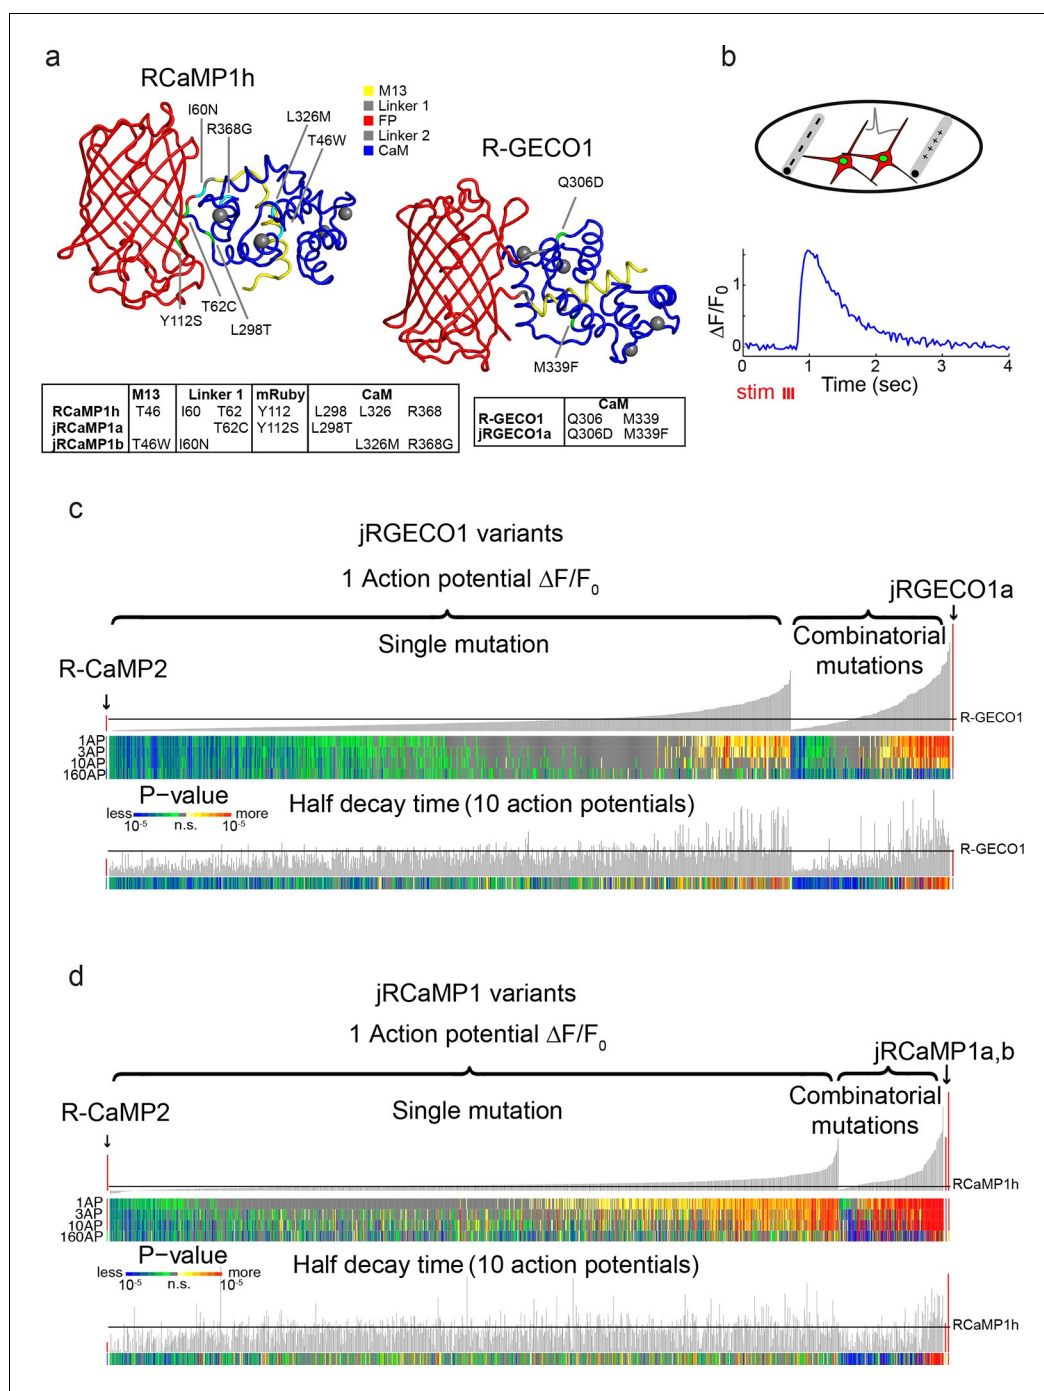 a
RCaMP1h
I60N
R368G
L326M
T46W
M13
Linker 1
FP
Linker 2
CaM
T62C
Y112S
L298T
R-GECO1
Q306D
M339F
M13 Linker 1 mRuby CaM
RCaMP1h T46 I60 T62 Y112 L298 L326 R368
jRCaMP1a T62C Y112S L298T
jRCaMP1b T46W I60N L326M R368G
CaM
R-GECO1 Q306 M339
jRGECO1a Q306D M339F
b
- - - -
++++
ΔF/F0
1
0
1 2 3 4
stim III
Time (sec)
c
jRGECO1 variants
1 Action potential ΔF/F0
jRGECO1a
Single mutation
Combinatorial
mutations
R-CaMP2
R-GECO1
1AP
3AP
10AP
160AP
P-value
less more
10-5 n.s. 10-5
Half decay time (10 action potentials)
R-GECO1
d
jRCaMP1 variants
1 Action potential ΔF/F0
jRCaMP1a,b
Single mutation
Combinatorial
mutations
R-CaMP2
RCaMP1h
1AP
3AP
10AP
160AP
P-value
less more
10-5 n.s. 10-5
Half decay time (10 action potentials)
RCaMP1h